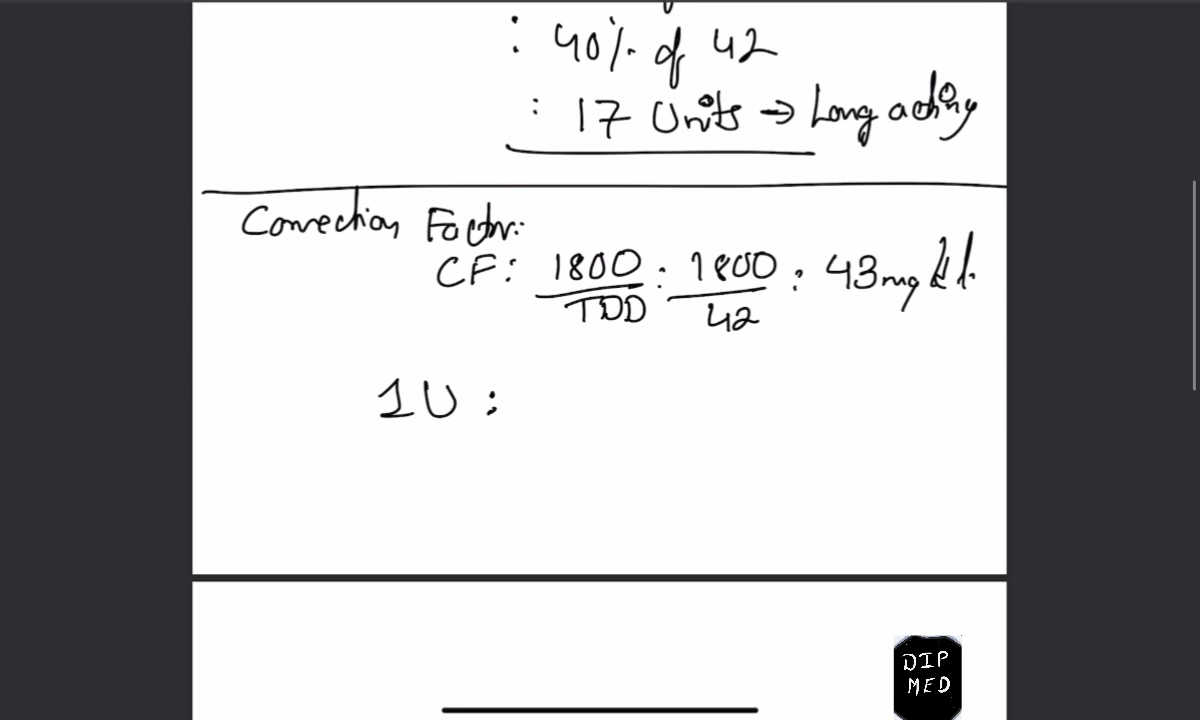 : 40% of 42
: 17 Units → Long acting
Correction Factor:
CF: 1800/TDD : 1800/42 : 43mg/dl.
1U :
DIP
MED